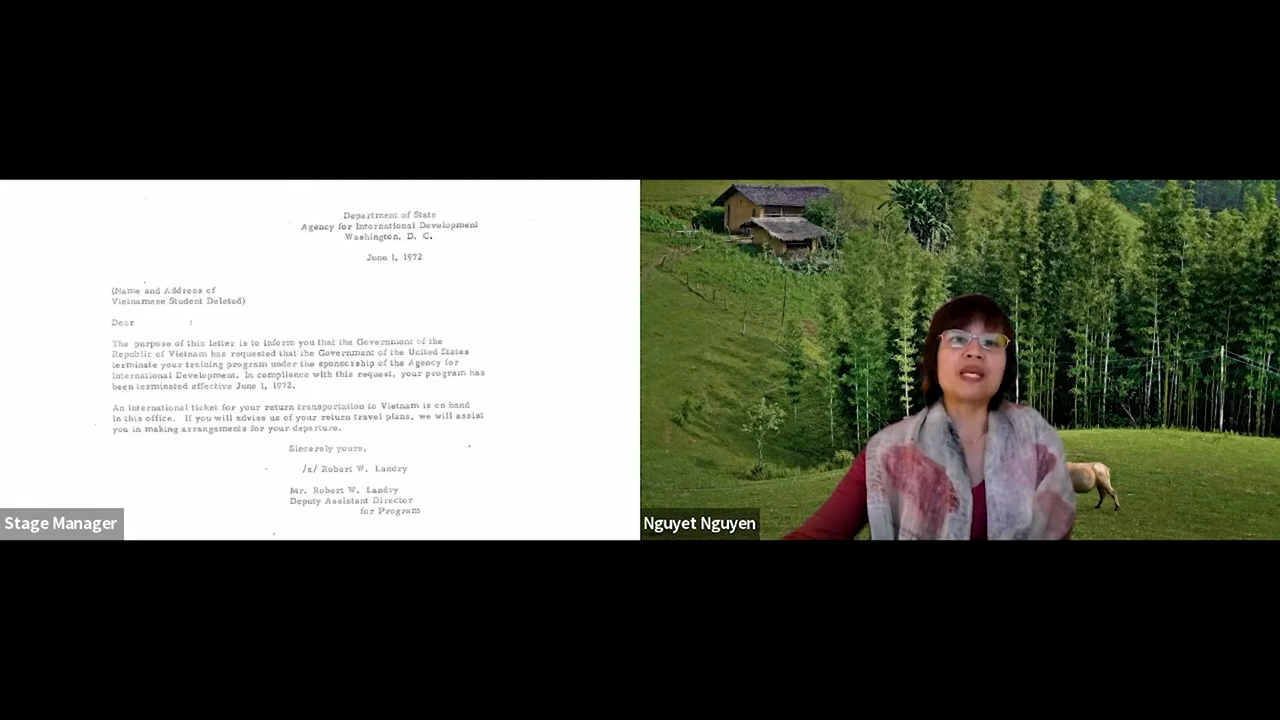 Department of State
Agency for International Development
Washington, D. C.
June 1, 1972
(Name and Address of
Vietnamese Student Deleted)
Dear :
The purpose of this letter is to inform you that the Government of the
Republic of Vietnam has requested that the Government of the United States
terminate your training program under the sponsorship of the Agency for
International Development. In compliance with this request, your program has
been terminated effective June 1, 1972.
An international ticket for your return transportation to Vietnam is on hand
in this office. If you will advise us of your return travel plans, we will assist
you in making arrangements for your departure.
Sincerely yours,
/s/ Robert W. Landry
Mr. Robert W. Landry
Deputy Assistant Director
for Program
Stage Manager
Nguyet Nguyen